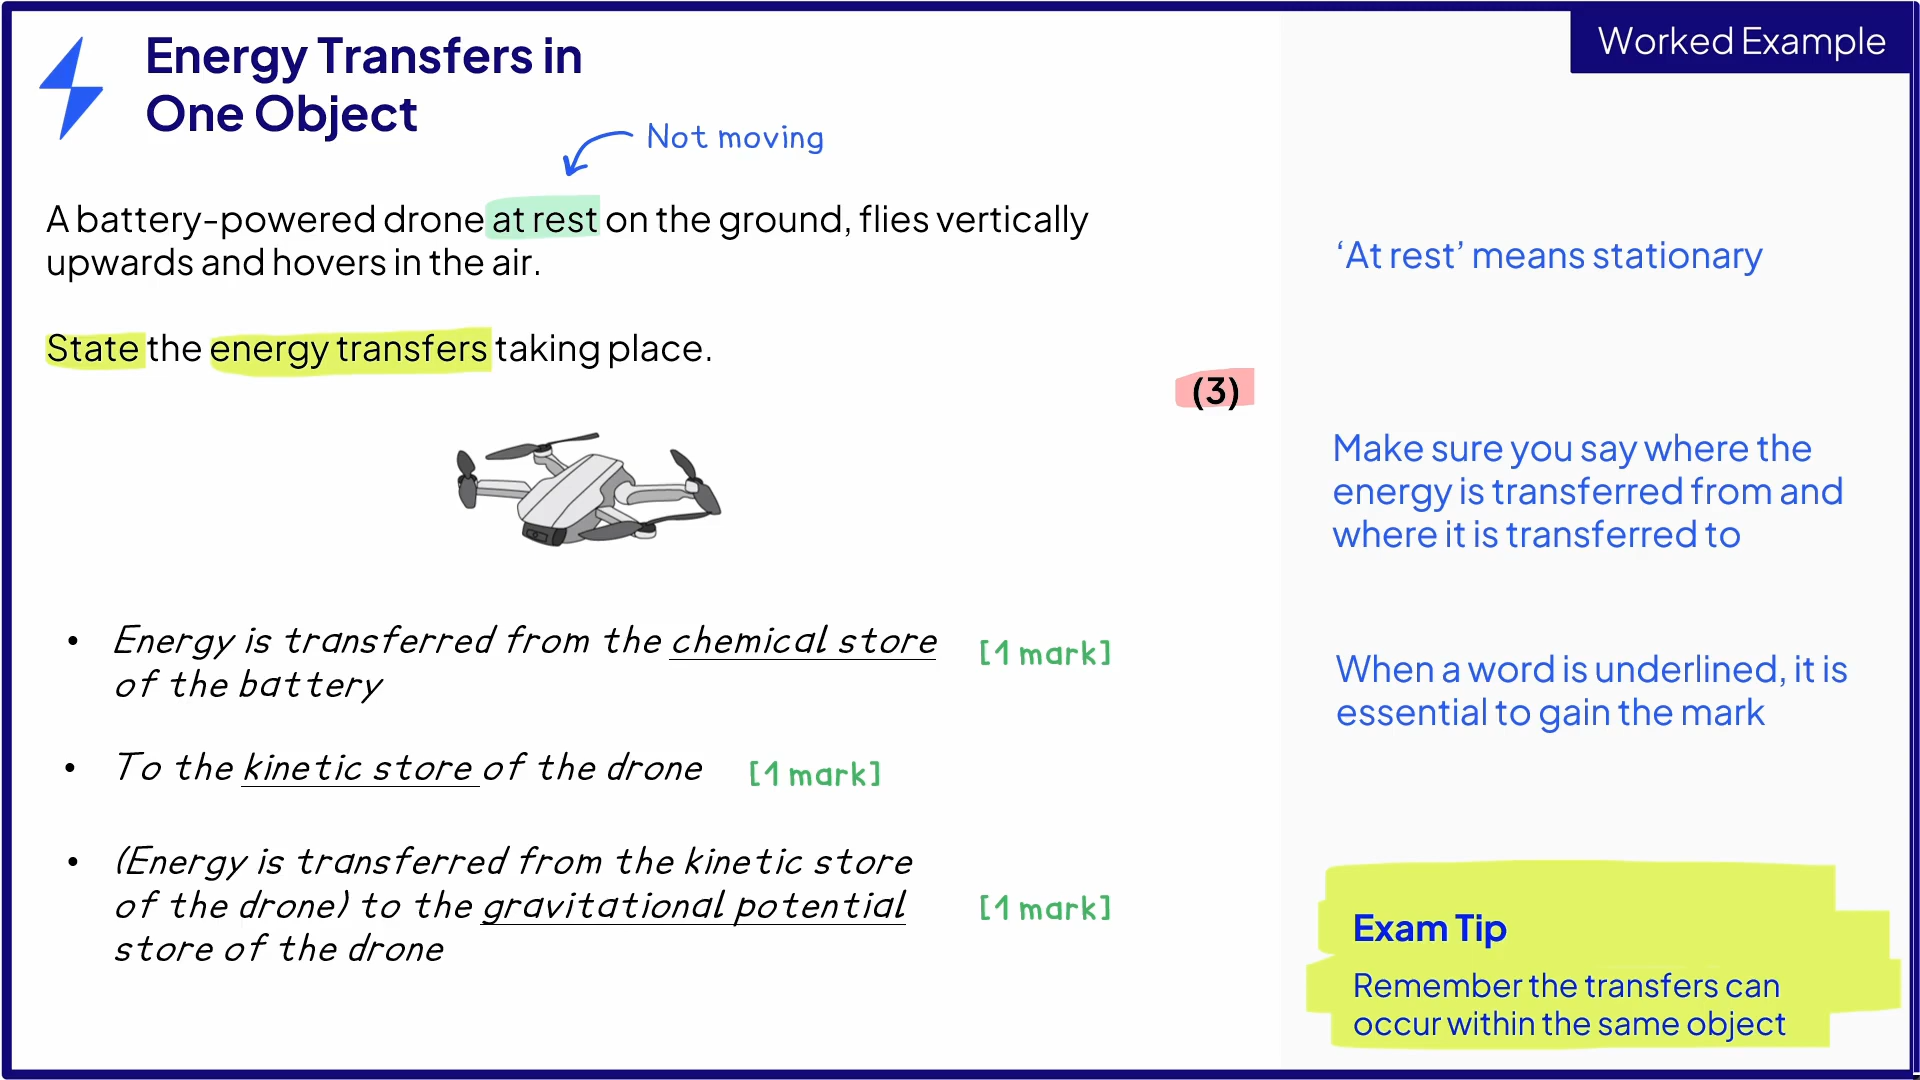 Worked Example
Energy Transfers in
One Object
Not moving
A battery-powered drone at rest on the ground, flies vertically
upwards and hovers in the air.
'At rest' means stationary
State the energy transfers taking place.
(3)
Make sure you say where the
energy is transferred from and
where it is transferred to
• Energy is transferred from the chemical store
of the battery
[1 mark]
When a word is underlined, it is
essential to gain the mark
• To the kinetic store of the drone
[1 mark]
• (Energy is transferred from the kinetic store
of the drone) to the gravitational potential
store of the drone
[1 mark]
Exam Tip
Remember the transfers can
occur within the same object